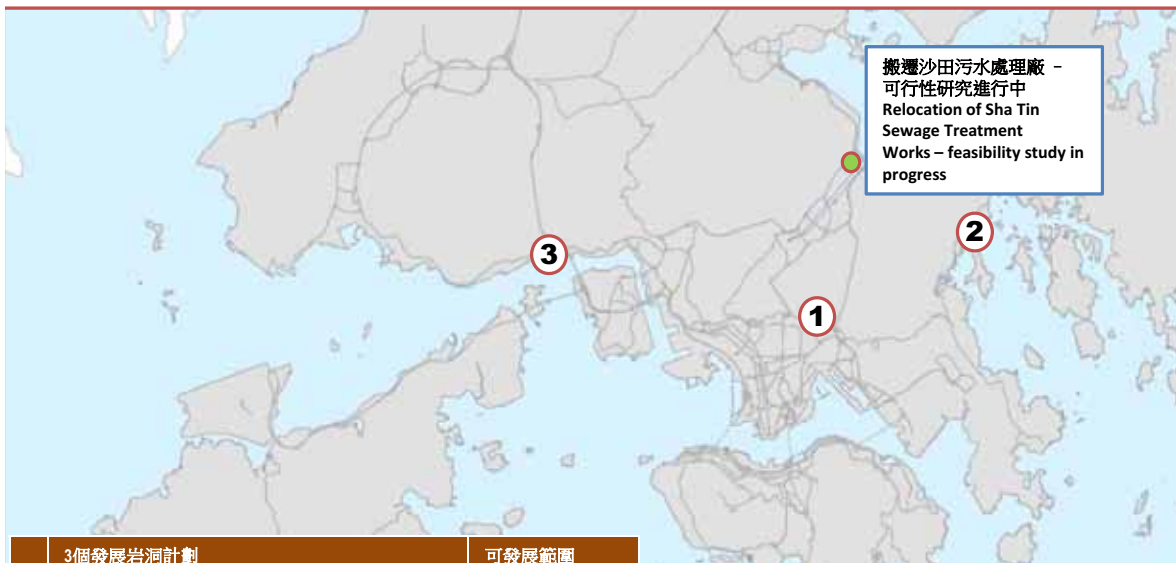 搬遷沙田污水處理廠 -
可行性研究進行中
Relocation of Sha Tin
Sewage Treatment
Works – feasibility study in
progress
2
3
1
3個發展岩洞計劃 可發展範圍